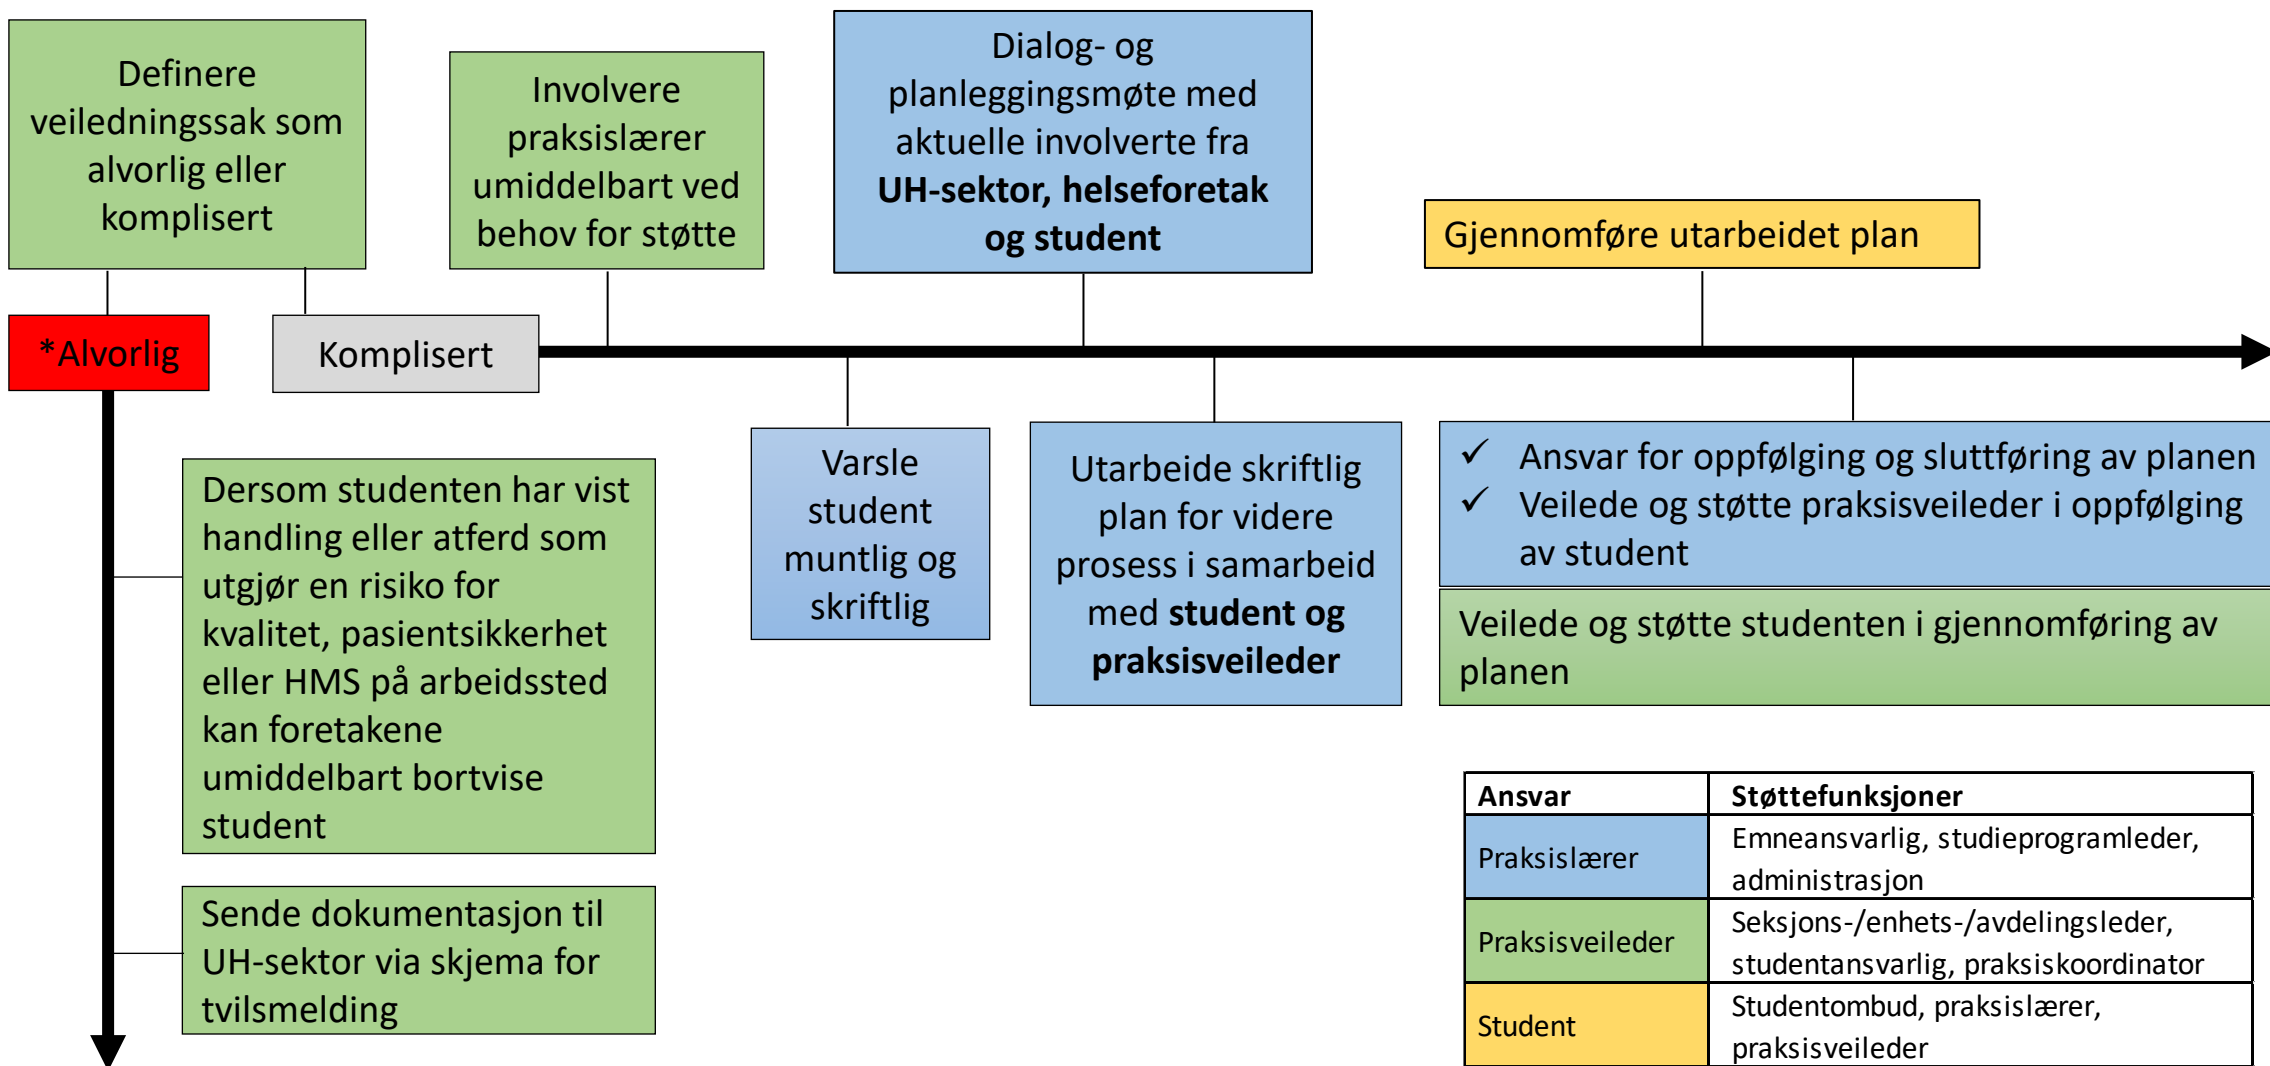 Definere
veiledningssak som
alvorlig eller
komplisert
Involvere
praksislærer
umiddelbart ved
behov for støtte
Dialog- og
planleggingsmøte med
aktuelle involverte fra
UH-sektor, helseforetak
og student
Gjennomføre utarbeidet plan
*Alvorlig
Komplisert
Varsle
student
muntlig og
skriftlig
Utarbeide skriftlig
plan for videre
prosess i samarbeid
med student og
praksisveileder
✓ Ansvar for oppfølging og sluttføring av planen
✓ Veilede og støtte praksisveileder i oppfølging
av student
Veilede og støtte studenten i gjennomføring av
planen
Dersom studenten har vist
handling eller atferd som
utgjør en risiko for
kvalitet, pasientsikkerhet
eller HMS på arbeidssted
kan foretakene
umiddelbart bortvise
student
Sende dokumentasjon til
UH-sektor via skjema for
tvilsmelding
Ansvar Støttefunksjoner
Praksislærer Emneansvarlig, studieprogramleder,
administrasjon
Praksisveileder Seksjons-/enhets-/avdelingsleder,
studentansvarlig, praksiskoordinator
Student Studentombud, praksislærer,
praksisveileder